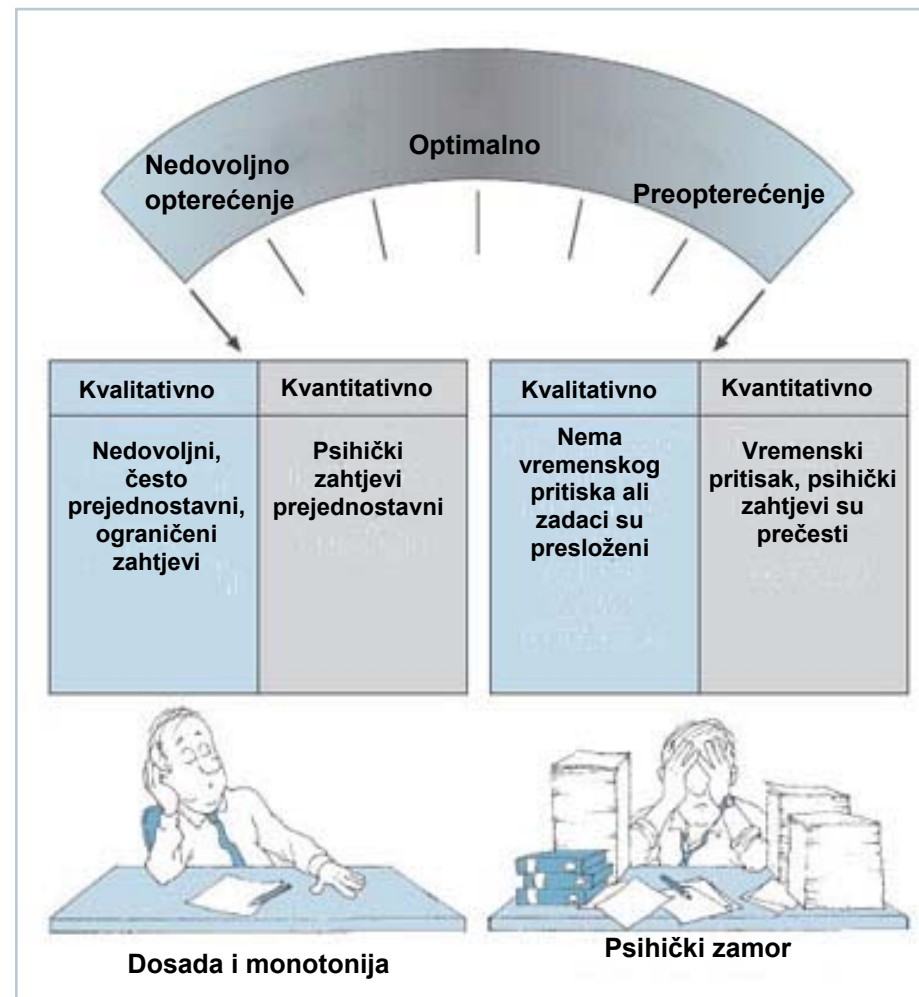 Nedovoljno
opterećenje
Optimalno
Preopterećenje
Kvalitativno
Nedovoljni,
često
prejednostavni,
ograničeni
zahtjevi
Kvantitativno
Psihički
zahtjevi
prejednostavni
Kvalitativno
Nema
vremenskog
pritiska ali
zadaci su
presloženi
Kvantitativno
Vremenski
pritisak, psihički
zahtjevi su
prečesti
Dosada i monotonija
Psihički zamor